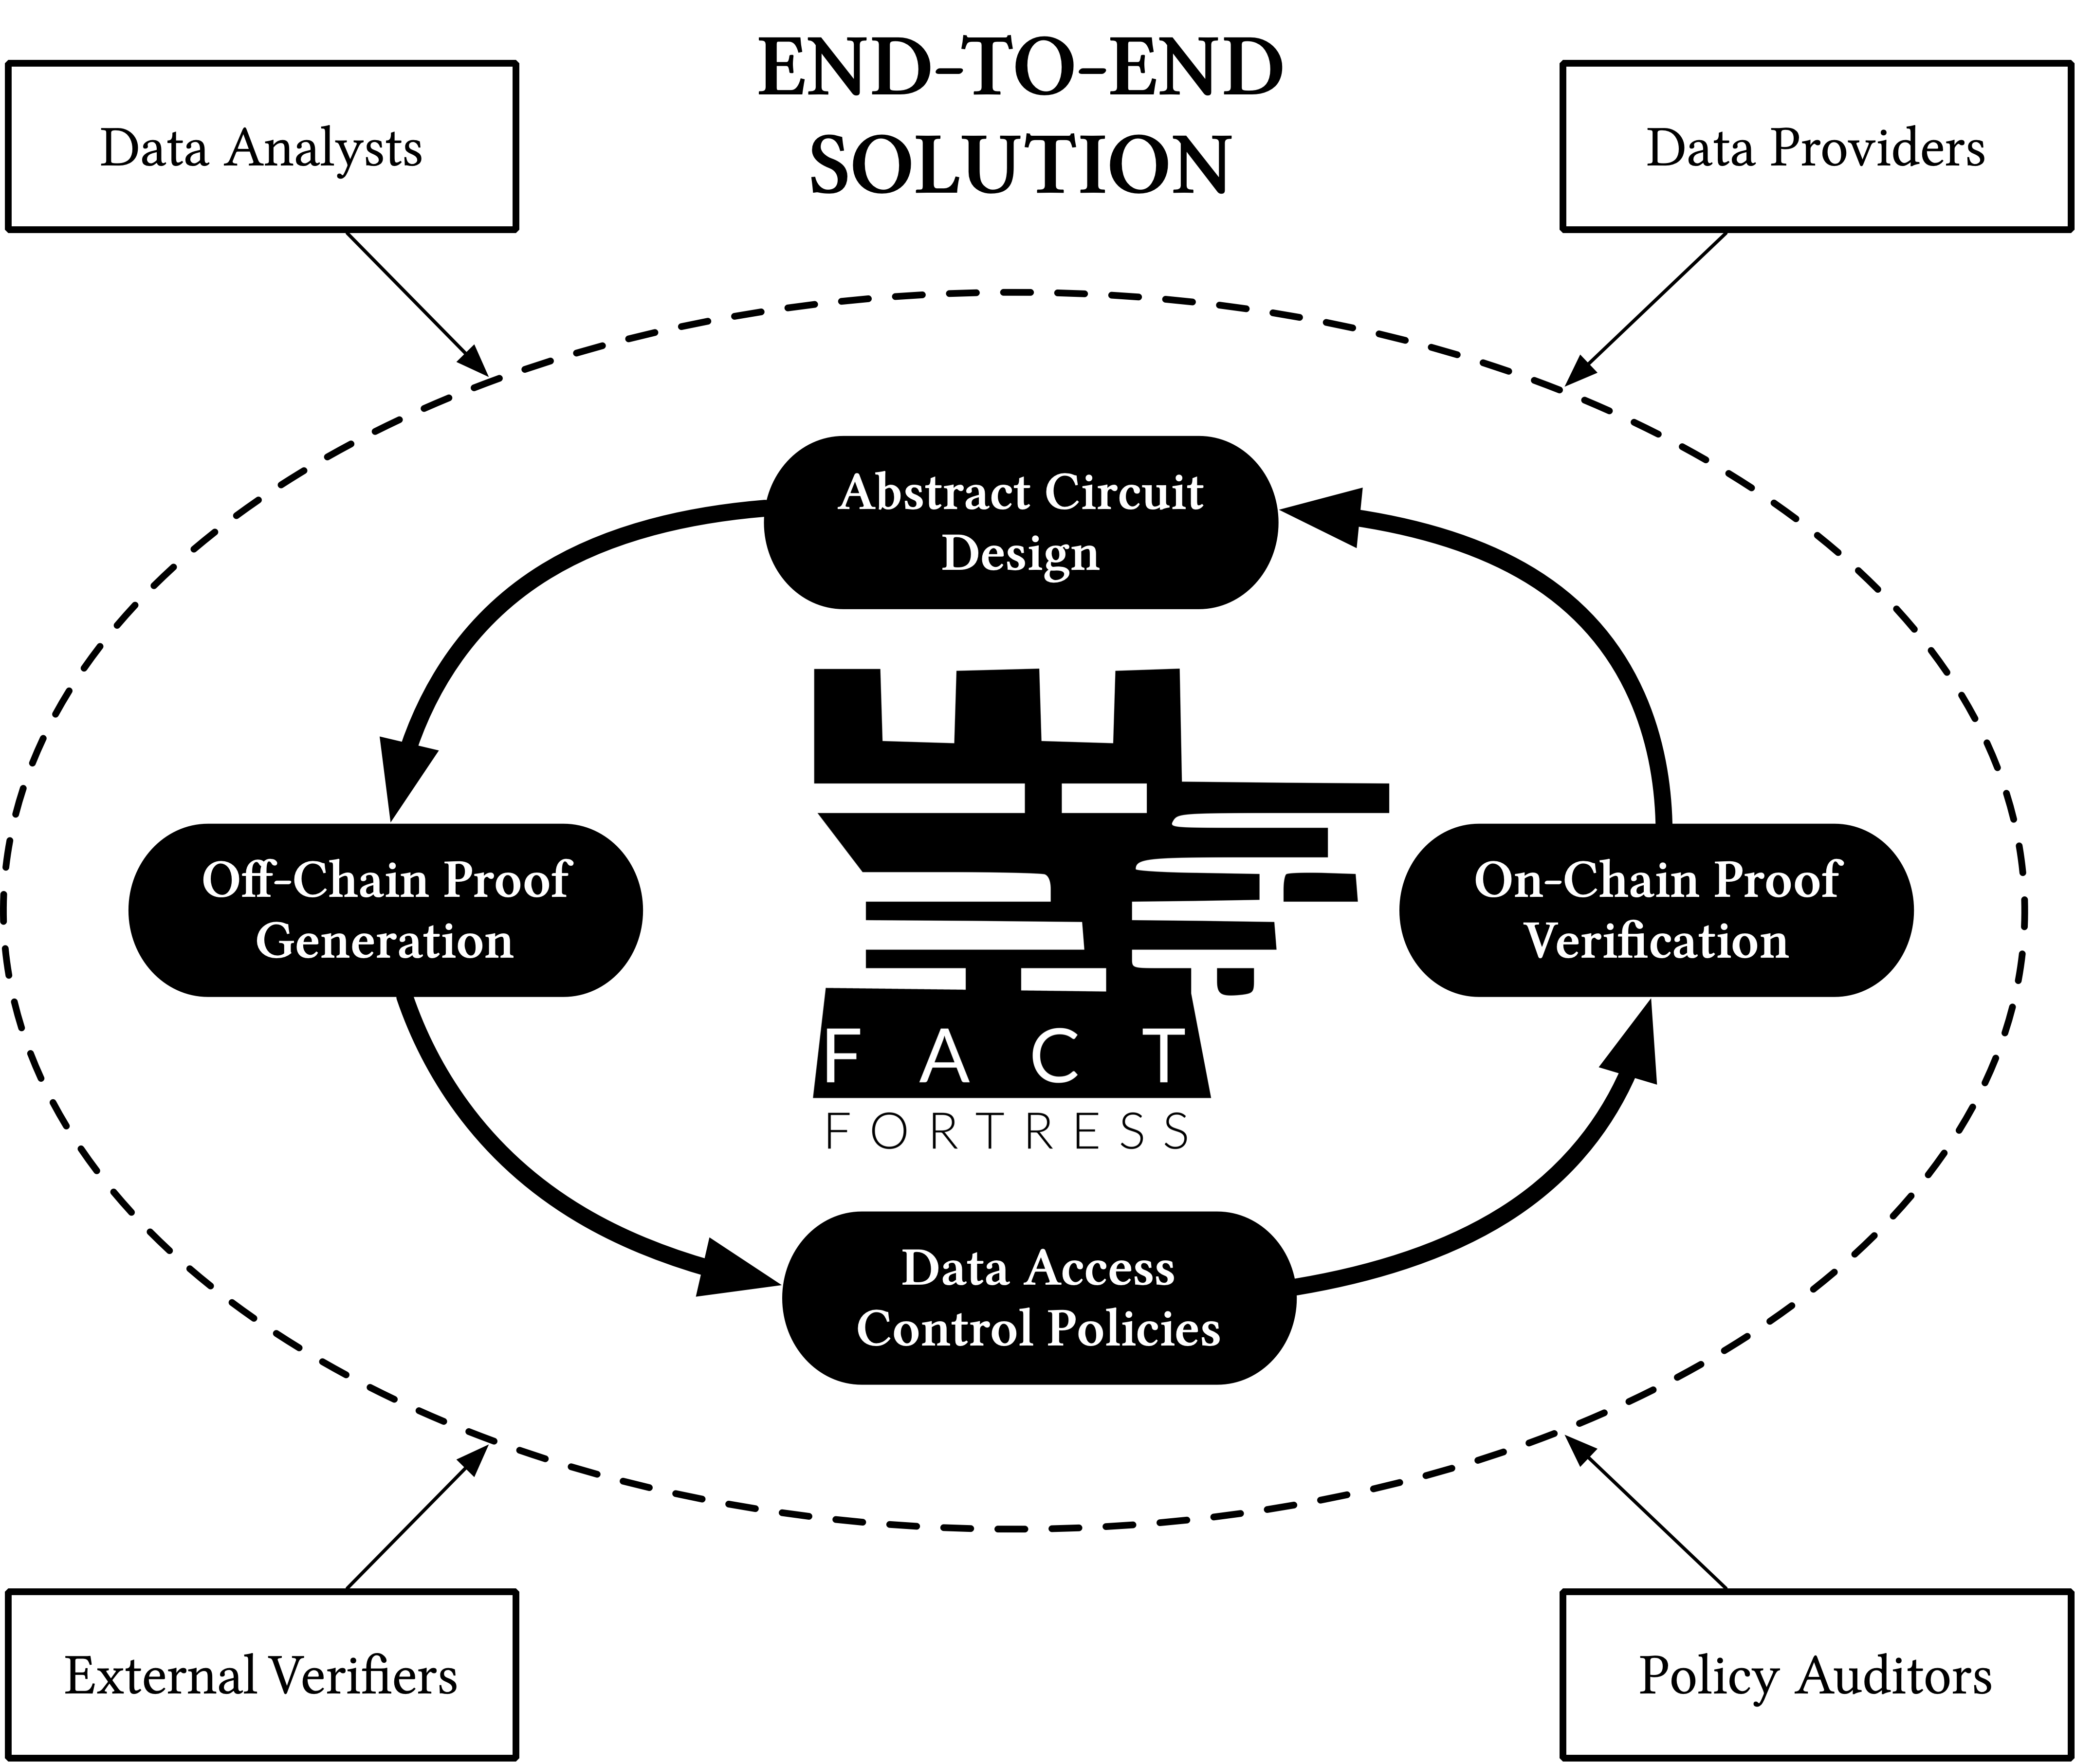 END-TO-END
SOLUTION
Data Analysts
Data Providers
Abstract Circuit
Design
Off-Chain Proof
Generation
On-Chain Proof
Verification
F A C T
FORTRESS
Data Access
Control Policies
External Verifiers
Policy Auditors